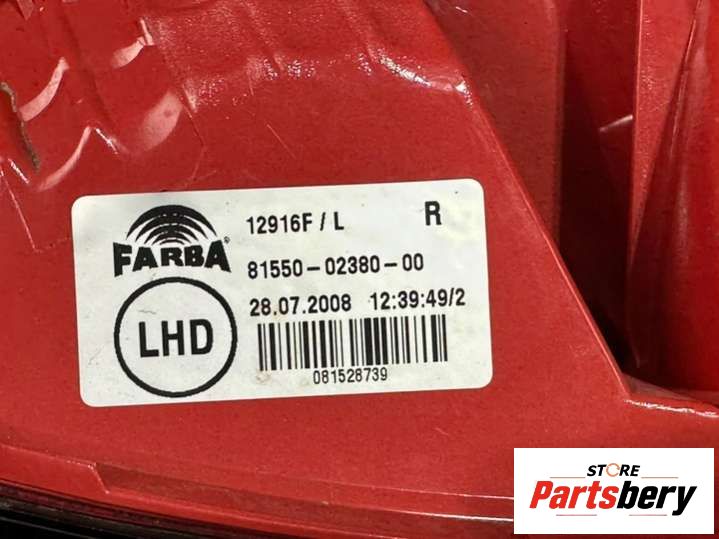 12916F / L R
FARBA®
81550-02380-00
28.07.2008 12:39:49/2
LHD
081528739
STORE
Partsbery